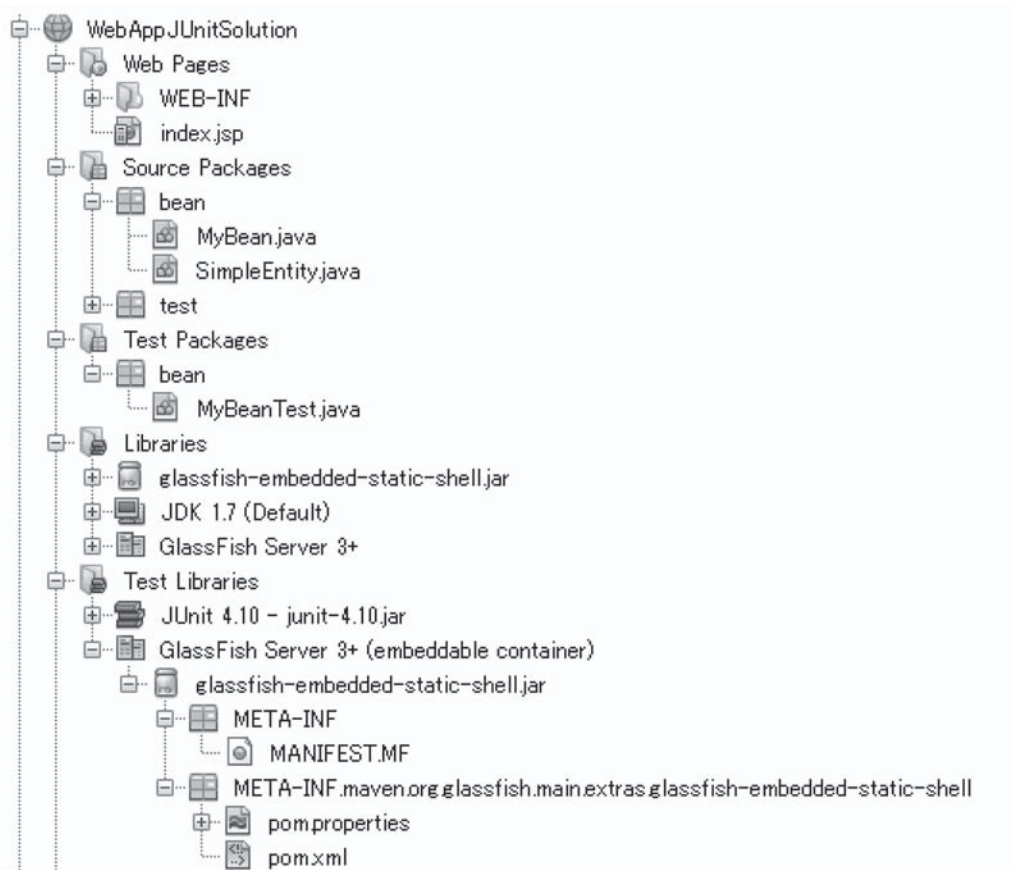 WebAppJUnitSolution
Web Pages
WEB-INF
index.jsp
Source Packages
bean
MyBean.java
SimpleEntity.java
test
Test Packages
bean
MyBeanTest.java
Libraries
glassfish-embedded-static-shell.jar
JDK 1.7 (Default)
GlassFish Server 3+
Test Libraries
JUnit 4.10 - junit-4.10.jar
GlassFish Server 3+ (embeddable container)
glassfish-embedded-static-shell.jar
META-INF
MANIFEST.MF
META-INF.maven.org.glassfish.main.extras.glassfish-embedded-static-shell
pom.properties
pom.xml